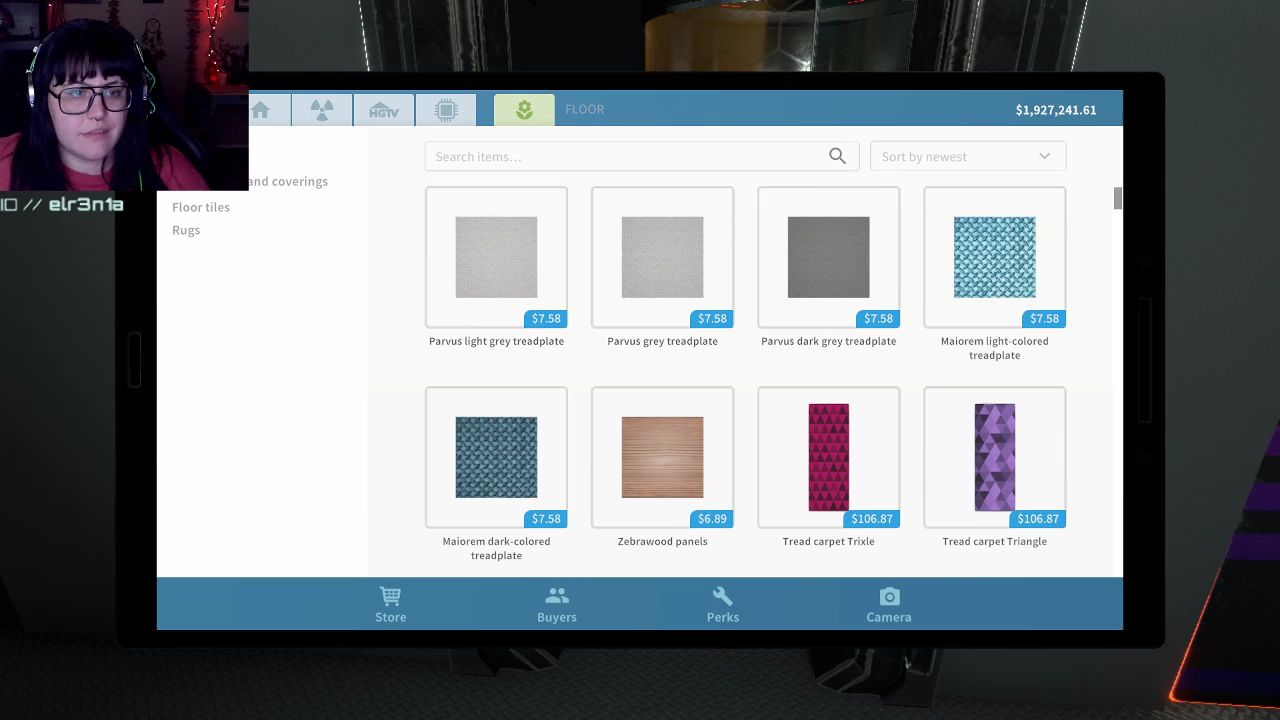 HGTV
FLOOR
$1,927,241.61
Search items...
Sort by newest
and coverings
Floor tiles
Rugs
ID // elr3n1a
$7.58
$7.58
$7.58
$7.58
Parvus light grey treadplate
Parvus grey treadplate
Parvus dark grey treadplate
Maiorem light-colored
treadplate
$7.58
$6.89
$106.87
$106.87
Maiorem dark-colored
treadplate
Zebrawood panels
Tread carpet Trixle
Tread carpet Triangle
Store
Buyers
Perks
Camera